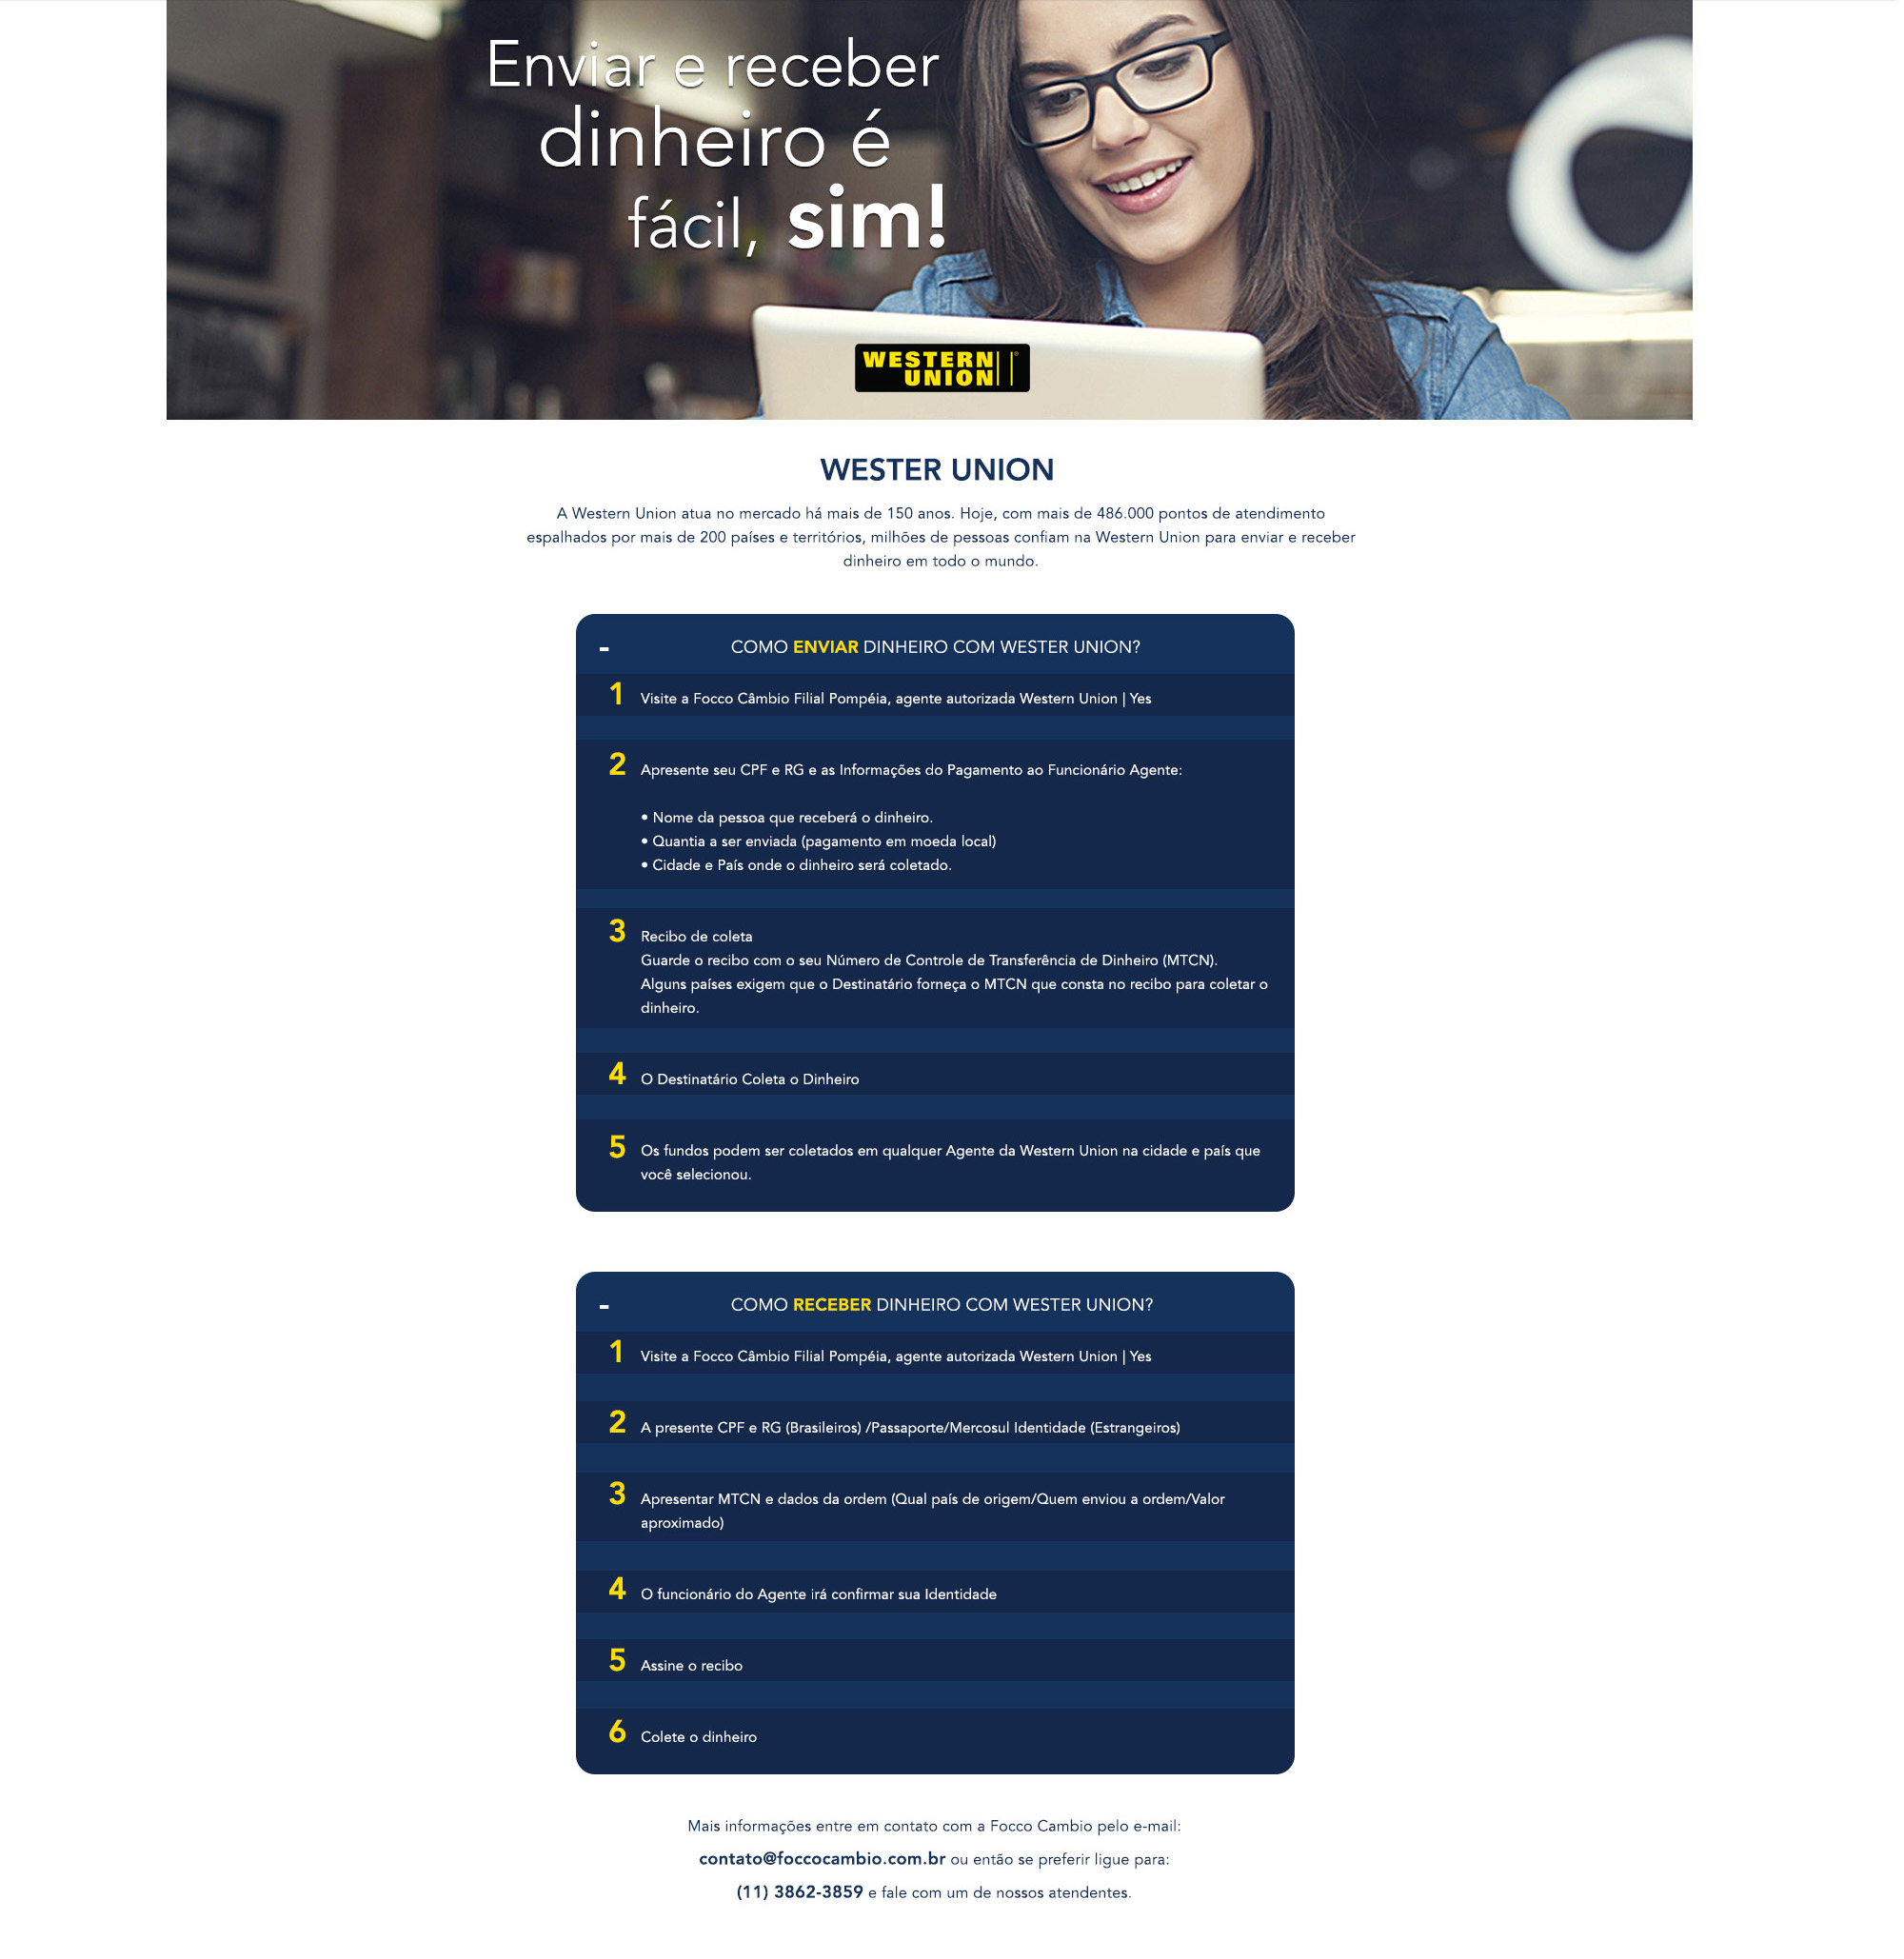 Enviar e receber
dinheiro é
fácil, sim!
WESTERN
UNION
WESTER UNION
A Western Union atua no mercado há mais de 150 anos. Hoje, com mais de 486.000 pontos de atendimento
espalhados por mais de 200 países e territórios, milhões de pessoas confiam na Western Union para enviar e receber
dinheiro em todo o mundo.
- COMO ENVIAR DINHEIRO COM WESTER UNION?
1 Visite a Focco Câmbio Filial Pompéia, agente autorizada Western Union | Yes
2 Apresente seu CPF e RG e as Informações do Pagamento ao Funcionário Agente:
• Nome da pessoa que receberá o dinheiro.
• Quantia a ser enviada (pagamento em moeda local)
• Cidade e País onde o dinheiro será coletado.
3 Recibo de coleta
Guarde o recibo com o seu Número de Controle de Transferência de Dinheiro (MTCN).
Alguns países exigem que o Destinatário forneça o MTCN que consta no recibo para coletar o
dinheiro.
4 O Destinatário Coleta o Dinheiro
5 Os fundos podem ser coletados em qualquer Agente da Western Union na cidade e país que
você selecionou.
- COMO RECEBER DINHEIRO COM WESTER UNION?
1 Visite a Focco Câmbio Filial Pompéia, agente autorizada Western Union | Yes
2 A presente CPF e RG (Brasileiros) /Passaporte/Mercosul Identidade (Estrangeiros)
3 Apresentar MTCN e dados da ordem (Qual país de origem/Quem enviou a ordem/Valor
aproximado)
4 O funcionário do Agente irá confirmar sua Identidade
5 Assine o recibo
6 Colete o dinheiro
Mais informações entre em contato com a Focco Cambio pelo e-mail:
contato@foccocambio.com.br ou então se preferir ligue para:
(11) 3862-3859 e fale com um de nossos atendentes.